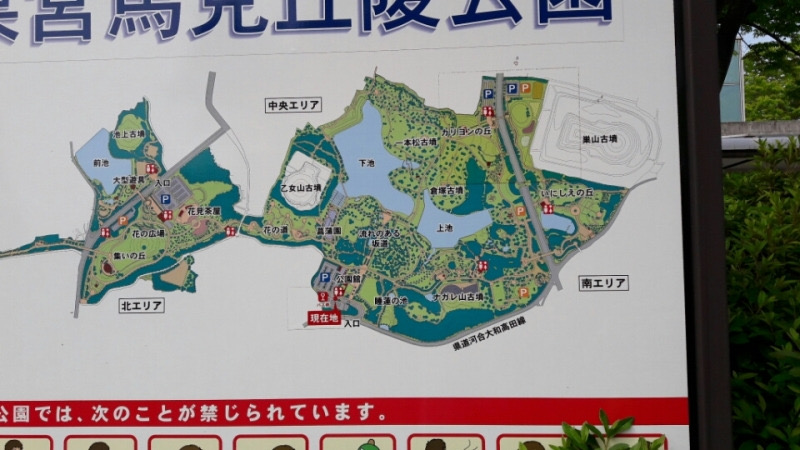 宮馬見丘陵公園
中央エリア
池上古墳
前池
大型遊具
入口
花見茶屋
花の広場
集いの丘
北エリア
花の道
乙女山古墳
下池
一本松古墳
カリヨンの丘
巣山古墳
倉塚古墳
上池
いにしえの丘
菖蒲園
流れのある
坂道
公園館
睡蓮の池
ナガレ山古墳
南エリア
現在地
入口
県道河合大和高田線
P
P
P
P
P
P
P
P
公園では、次のことが禁じられています。